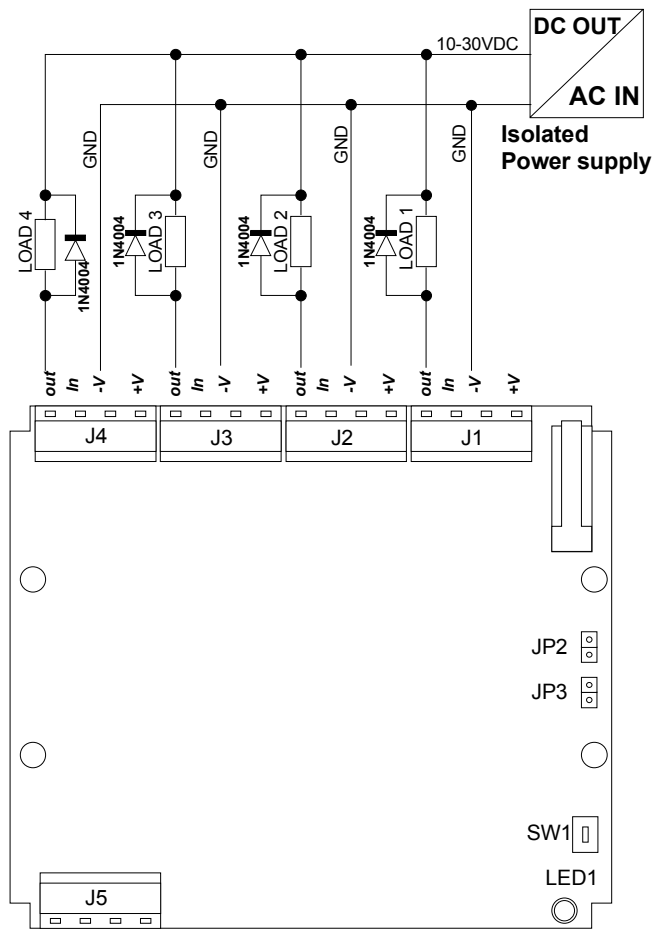 DC OUT
10-30VDC
AC IN
Isolated
Power supply
GND
GND
GND
GND
LOAD 4
1N4004
1N4004
LOAD 3
1N4004
LOAD 2
1N4004
LOAD 1
out In -V +V out In -V +V out In -V +V out In -V +V
J4 J3 J2 J1
JP2
JP3
SW1
LED1
J5